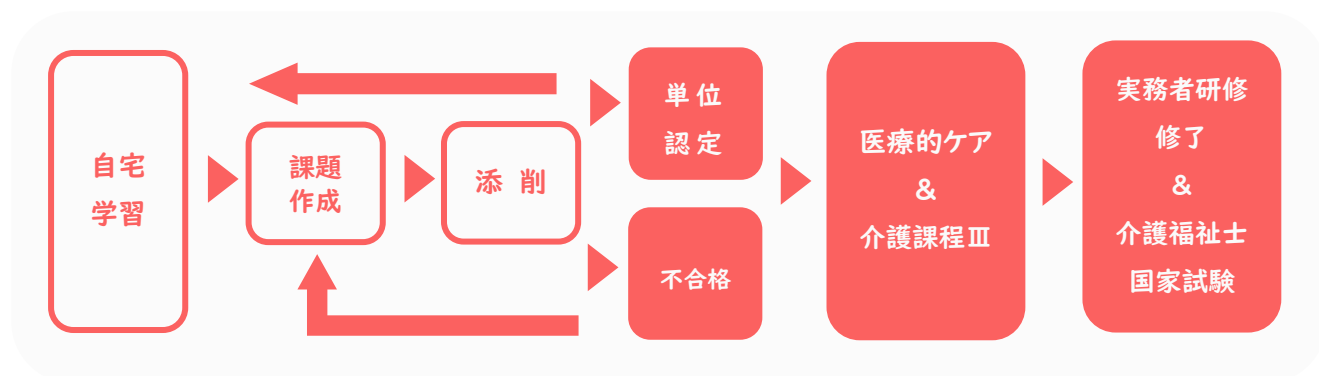 自宅
学習
課題
作成
添 削
単 位
認 定
不合格
医療的ケア
&
介護課程Ⅲ
実務者研修
修了
&
介護福祉士
国家試験